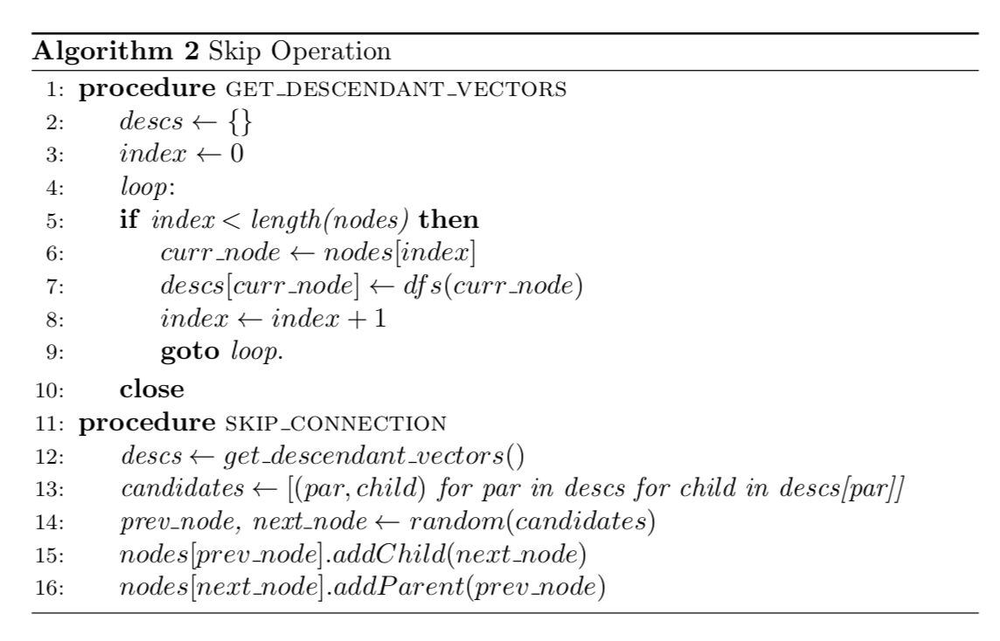 Algorithm 2 Skip Operation
1: procedure GET_DESCENDANT_VECTORS
2: descs ← {}
3: index ← 0
4: loop:
5: if index < length(nodes) then
6: curr_node ← nodes[index]
7: descs[curr_node] ← dfs(curr_node)
8: index ← index + 1
9: goto loop.
10: close
11: procedure SKIP_CONNECTION
12: descs ← get_descendant_vectors()
13: candidates ← [(par, child) for par in descs for child in descs[par]]
14: prev_node, next_node ← random(candidates)
15: nodes[prev_node].addChild(next_node)
16: nodes[next_node].addParent(prev_node)